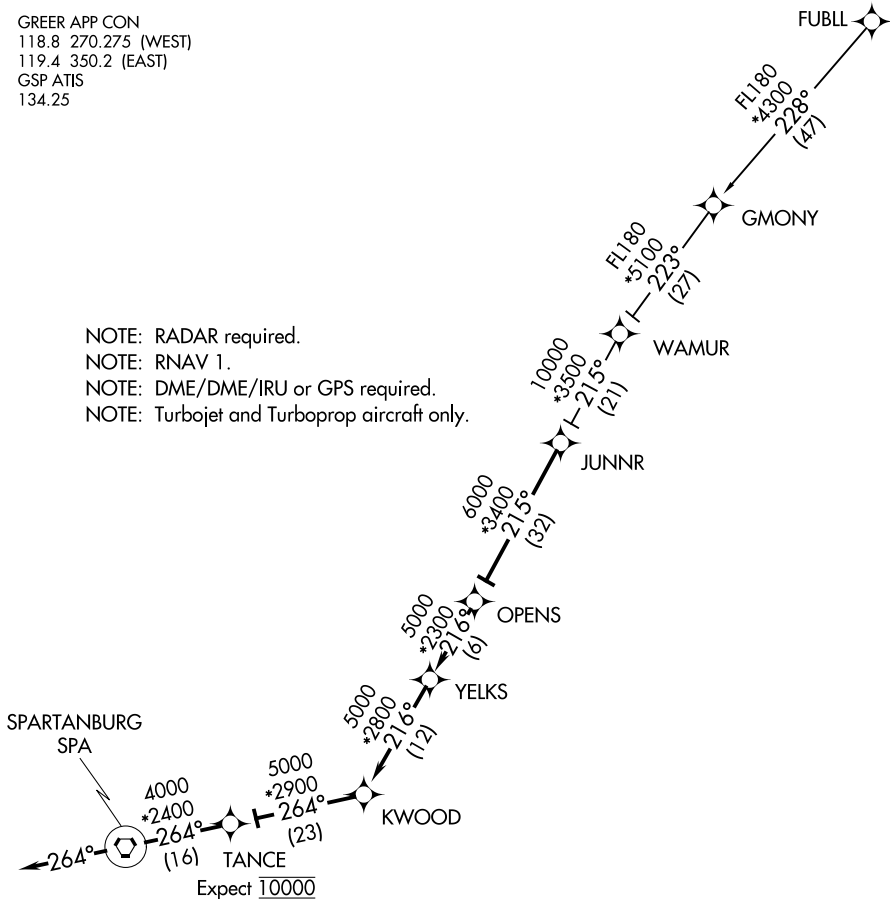 GREER APP CON
118.8 270.275 (WEST)
119.4 350.2 (EAST)
GSP ATIS
134.25
FUBLL
FL180
*4300
228°
(47)
GMONY
FL180
*5100
223°
(27)
WAMUR
NOTE: RADAR required.
NOTE: RNAV 1.
NOTE: DME/DME/IRU or GPS required.
NOTE: Turbojet and Turboprop aircraft only.
10000
*3500
215°
(21)
JUNNR
6000
*3400
215°
(32)
OPENS
5000
*2300
216°
(6)
YELKS
5000
*2800
216°
(12)
KWOOD
5000
*2900
264°
(23)
SPARTANBURG
SPA
4000
*2400
264°
(16)
TANCE
Expect 10000
264°